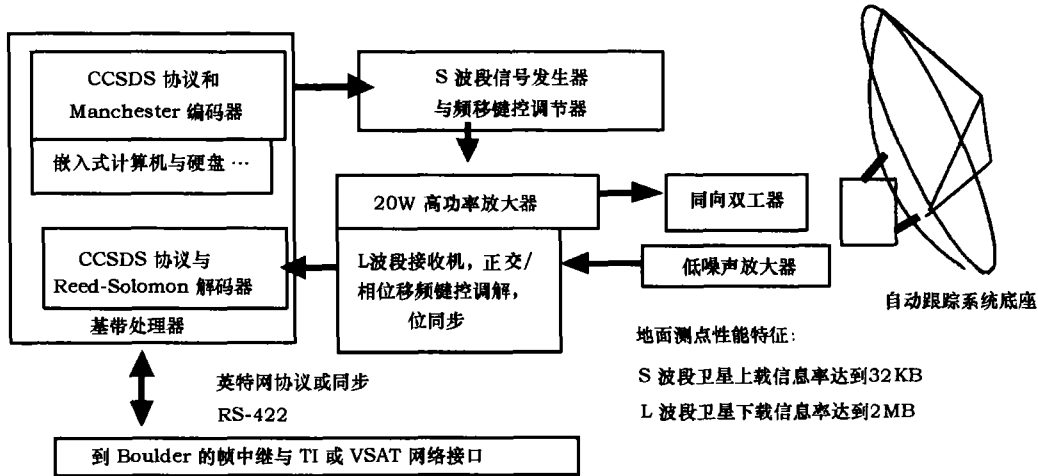 CCSDS 协议和
Manchester 编码器
S 波段信号发生器
与频移键控调节器
嵌入式计算机与硬盘 …
20W 高功率放大器
同向双工器
CCSDS 协议与
Reed-Solomon 解码器
L波段接收机，正交/
相位移频键控调解，
位同步
低噪声放大器
基带处理器
自动跟踪系统底座
地面测点性能特征：
英特网协议或同步
RS-422
S 波段卫星上载信息率达到32KB
L 波段卫星下载信息率达到2MB
到 Boulder 的帧中继与 TI 或 VSAT 网络接口